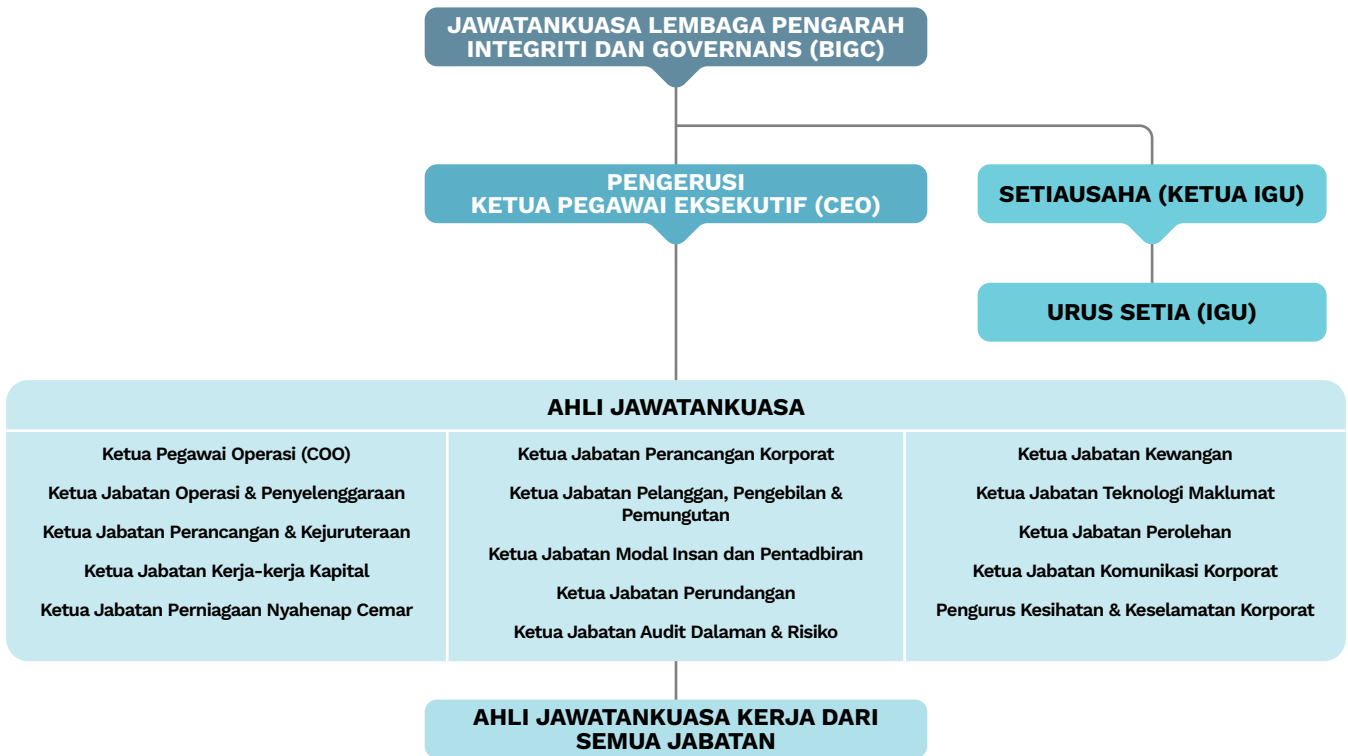 JAWATANKUASA LEMBAGA PENGARAH
INTEGRITI DAN GOVERNANS (BIGC)
PENGERUSI
KETUA PEGAWAI EKSEKUTIF (CEO)
SETIAUSAHA (KETUA IGU)
URUS SETIA (IGU)
AHLI JAWATANKUASA
Ketua Pegawai Operasi (COO)
Ketua Jabatan Operasi & Penyelenggaraan
Ketua Jabatan Perancangan & Kejuruteraan
Ketua Jabatan Kerja-kerja Kapital
Ketua Jabatan Perniagaan Nyahenap Cemar
Ketua Jabatan Perancangan Korporat
Ketua Jabatan Pelanggan, Pengebilan &
Pemungutan
Ketua Jabatan Modal Insan dan Pentadbiran
Ketua Jabatan Perundangan
Ketua Jabatan Audit Dalaman & Risiko
Ketua Jabatan Kewangan
Ketua Jabatan Teknologi Maklumat
Ketua Jabatan Perolehan
Ketua Jabatan Komunikasi Korporat
Pengurus Kesihatan & Keselamatan Korporat
AHLI JAWATANKUASA KERJA DARI
SEMUA JABATAN